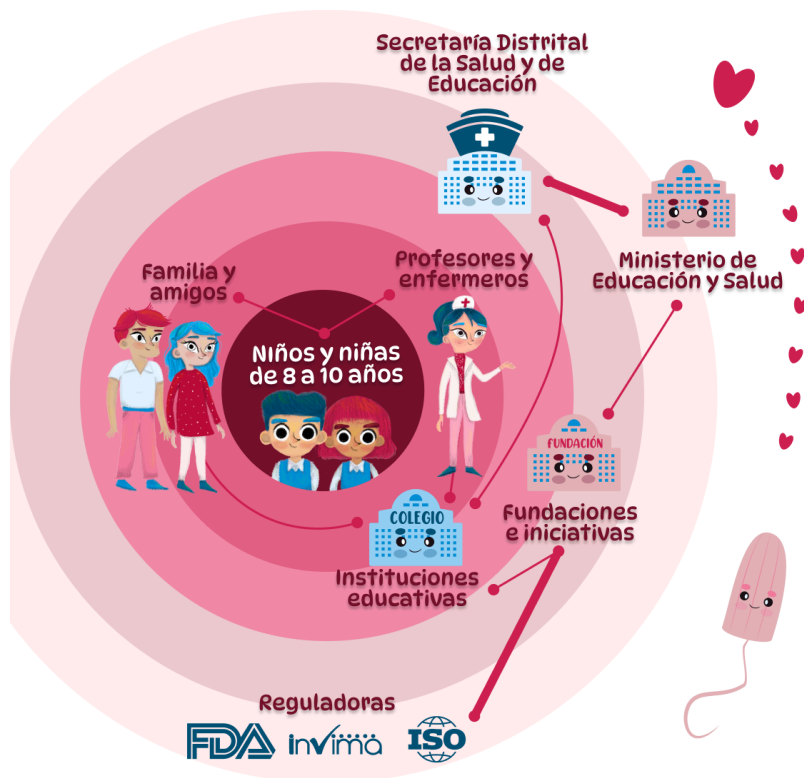 Secretaría Distrital
de la Salud y de
Educación
Ministerio de
Educación y Salud
Familia y
amigos
Profesores y
enfermeros
Niños y niñas
de 8 a 10 años
FUNDACIÓN
Fundaciones
e iniciativas
COLEGIO
Instituciones
educativas
Reguladoras
FDA invima ISO